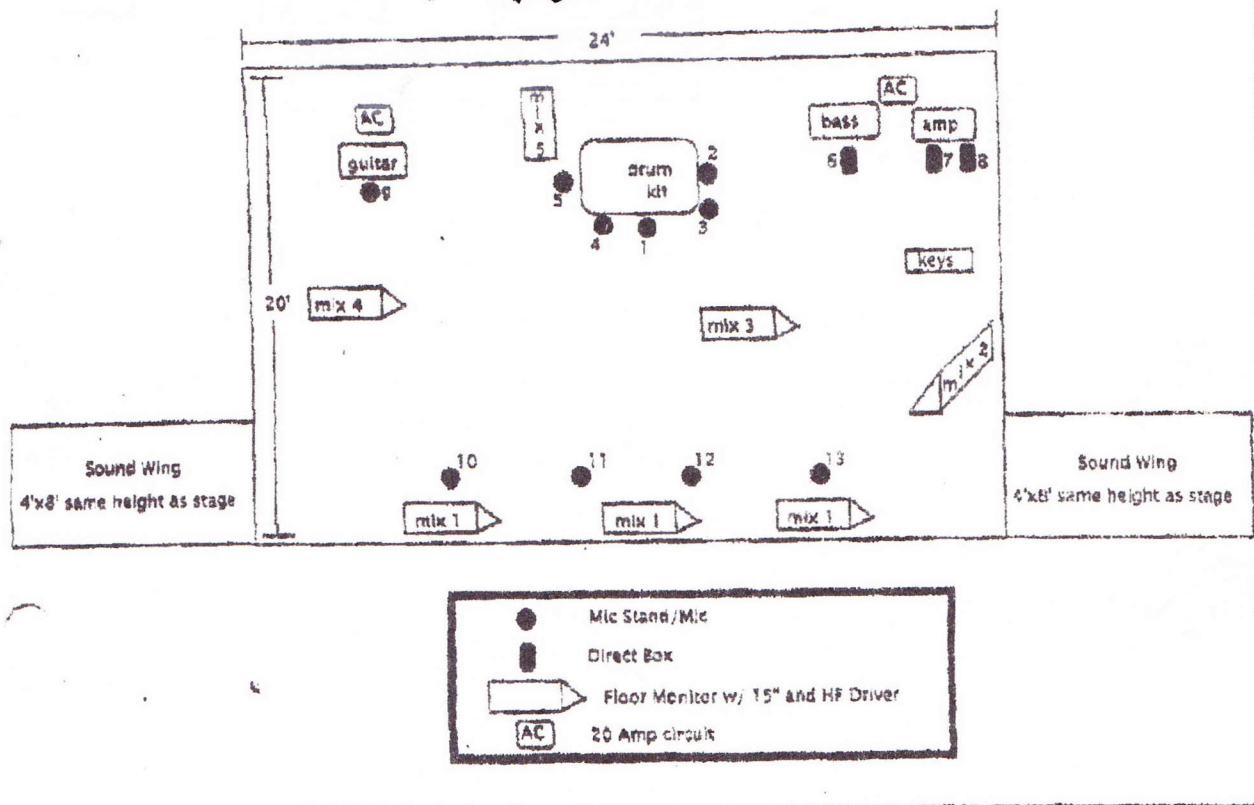 24'
AC
AC
mix 5
bass
amp
guitar
drum
kit
2
6
7
8
9
5
3
4
1
keys
20'
mix 4
mix 3
mix 2
Sound Wing
4'x8' same height as stage
10
11
12
13
Sound Wing
4'x8' same height as stage
mix 1
mix 1
mix 1
Mic Stand/Mic
Direct Box
Floor Monitor w/ 15" and HF Driver
AC
20 Amp circuit